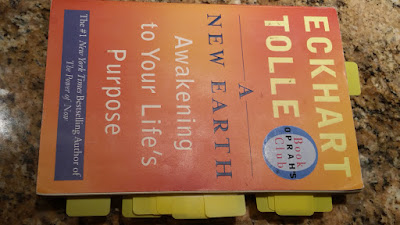 ECKHART
TOLLE
Book
OPRAH'S
Club
A
NEW EARTH
Awakening
to Your Life's
Purpose
The #1 New York Times Bestselling Author of
The Power of Now